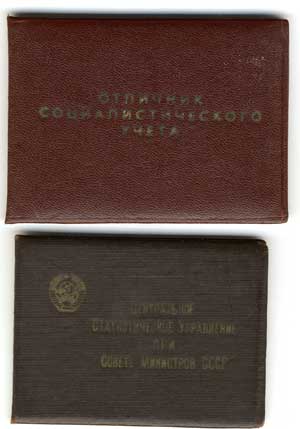 ОТЛИЧНИК
СОЦИАЛИСТИЧЕСКОГО
УЧЕТА
ЦЕНТРАЛЬНОЕ
СТАТИСТИЧЕСКОЕ УПРАВЛЕНИЕ
ПРИ
СОВЕТЕ МИНИСТРОВ СССР